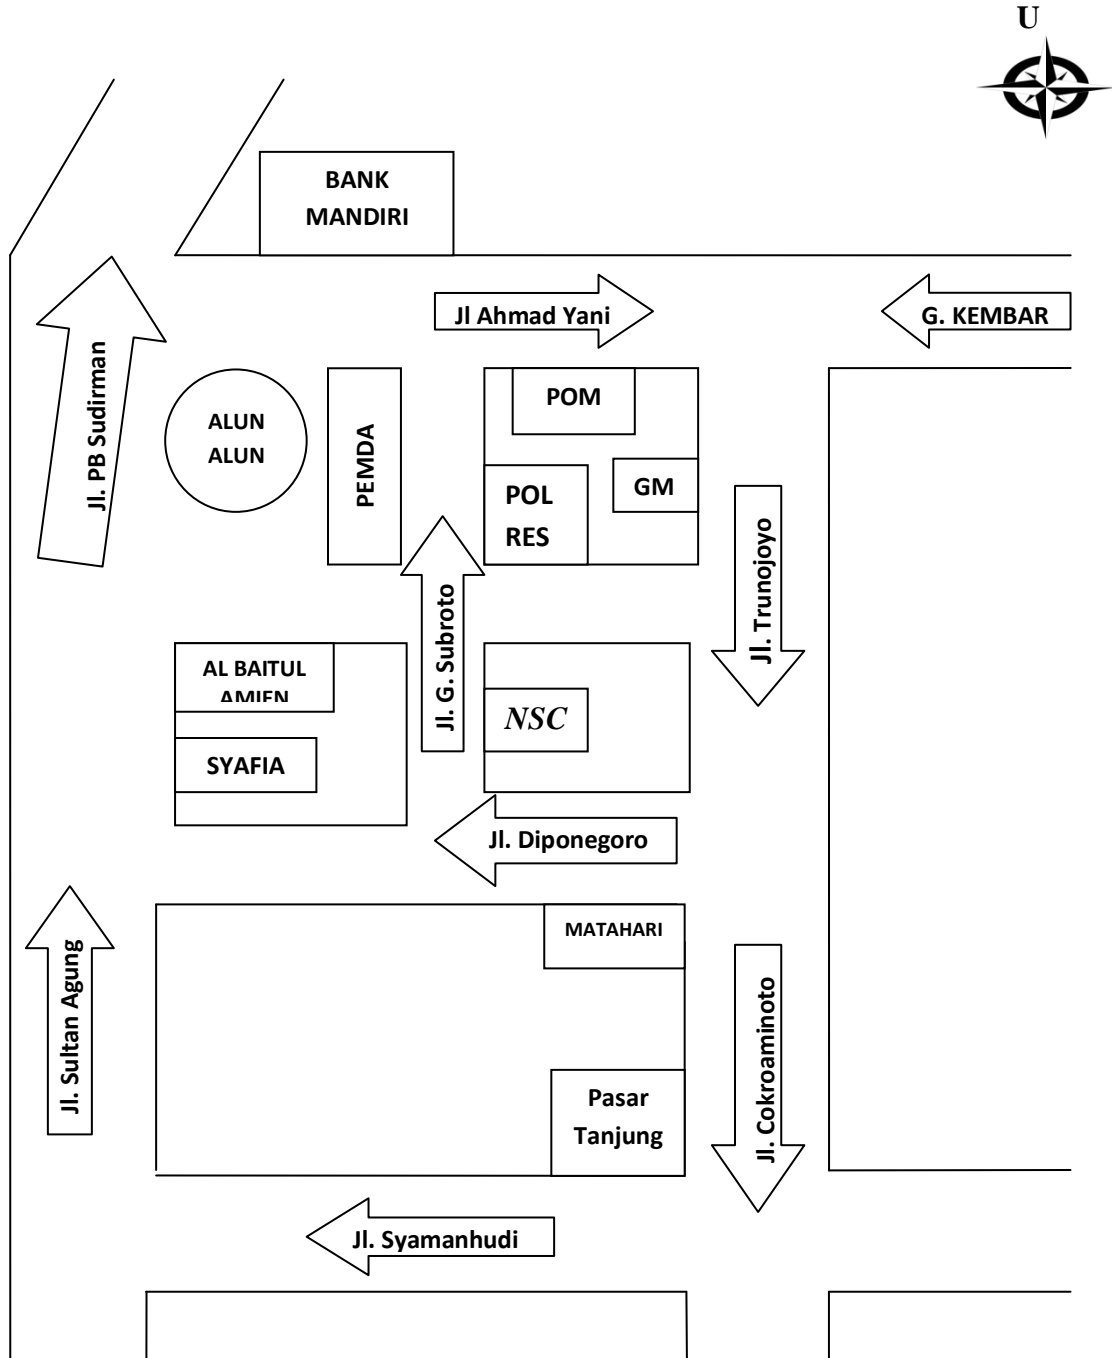 U
BANK
MANDIRI
Jl Ahmad Yani
G. KEMBAR
Jl. PB Sudirman
ALUN
ALUN
PEMDA
POM
POL
RES
GM
Jl. G. Subroto
Jl. Trunojoyo
AL BAITUL
AMIEN
SYAFIA
NSC
Jl. Diponegoro
MATAHARI
Jl. Sultan Agung
Pasar
Tanjung
Jl. Cokroaminoto
Jl. Syamanhudi